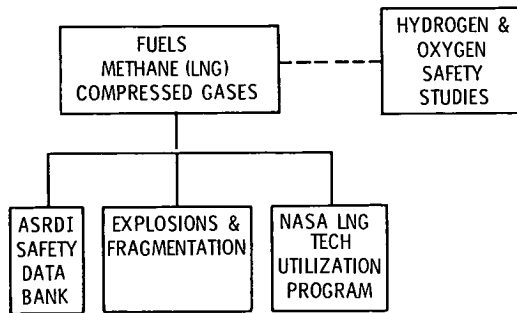 FUELS
METHANE (LNG)
COMPRESSED GASES
HYDROGEN &
OXYGEN
SAFETY
STUDIES
ASRDI
SAFETY
DATA
BANK
EXPLOSIONS &
FRAGMENTATION
NASA LNG
TECH
UTILIZATION
PROGRAM